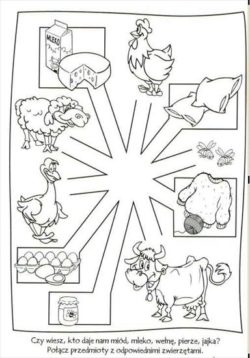 MLEKO
Czy wiesz, kto daje nam miód, mleko, wełnę, pierze, jajka?
Połącz przedmioty z odpowiednimi zwierzętami.